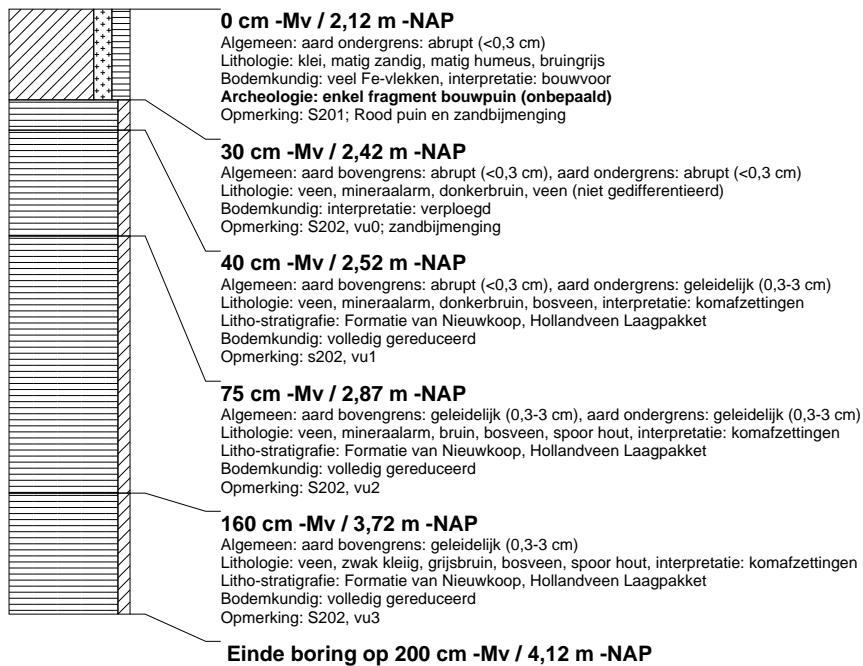 0 cm -Mv / 2,12 m -NAP
Algemeen: aard ondergrens: abrupt (<0,3 cm)
Lithologie: klei, matig zandig, matig humeus, bruingrijs
Bodemkundig: veel Fe-vlekken, interpretatie: bouwvoor
Archeologie: enkel fragment bouwpuin (onbepaald)
Opmerking: S201; Rood puin en zandbijmenging
30 cm -Mv / 2,42 m -NAP
Algemeen: aard bovengrens: abrupt (<0,3 cm), aard ondergrens: abrupt (<0,3 cm)
Lithologie: veen, mineraalarm, donkerbruin, veen (niet gedifferentieerd)
Bodemkundig: interpretatie: verploegd
Opmerking: S202, vu0; zandbijmenging
40 cm -Mv / 2,52 m -NAP
Algemeen: aard bovengrens: abrupt (<0,3 cm), aard ondergrens: geleidelijk (0,3-3 cm)
Lithologie: veen, mineraalarm, donkerbruin, bosveen, interpretatie: komafzettingen
Litho-stratigrafie: Formatie van Nieuwkoop, Hollandveen Laagpakket
Bodemkundig: volledig gereduceerd
Opmerking: s202, vu1
75 cm -Mv / 2,87 m -NAP
Algemeen: aard bovengrens: geleidelijk (0,3-3 cm), aard ondergrens: geleidelijk (0,3-3 cm)
Lithologie: veen, mineraalarm, bruin, bosveen, spoor hout, interpretatie: komafzettingen
Litho-stratigrafie: Formatie van Nieuwkoop, Hollandveen Laagpakket
Bodemkundig: volledig gereduceerd
Opmerking: S202, vu2
160 cm -Mv / 3,72 m -NAP
Algemeen: aard bovengrens: geleidelijk (0,3-3 cm)
Lithologie: veen, zwak kleiig, grijsbruin, bosveen, spoor hout, interpretatie: komafzettingen
Litho-stratigrafie: Formatie van Nieuwkoop, Hollandveen Laagpakket
Bodemkundig: volledig gereduceerd
Opmerking: S202, vu3
Einde boring op 200 cm -Mv / 4,12 m -NAP